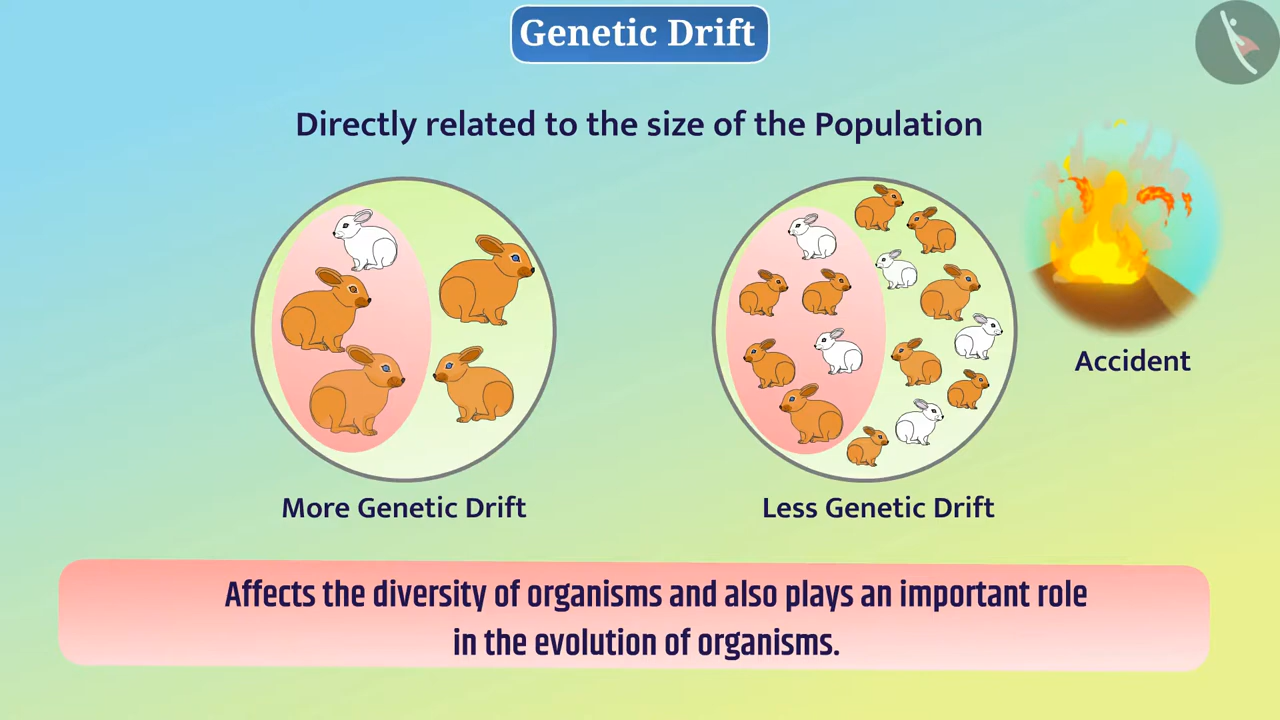 Genetic Drift
Directly related to the size of the Population
Accident
More Genetic Drift
Less Genetic Drift
Affects the diversity of organisms and also plays an important role
in the evolution of organisms.